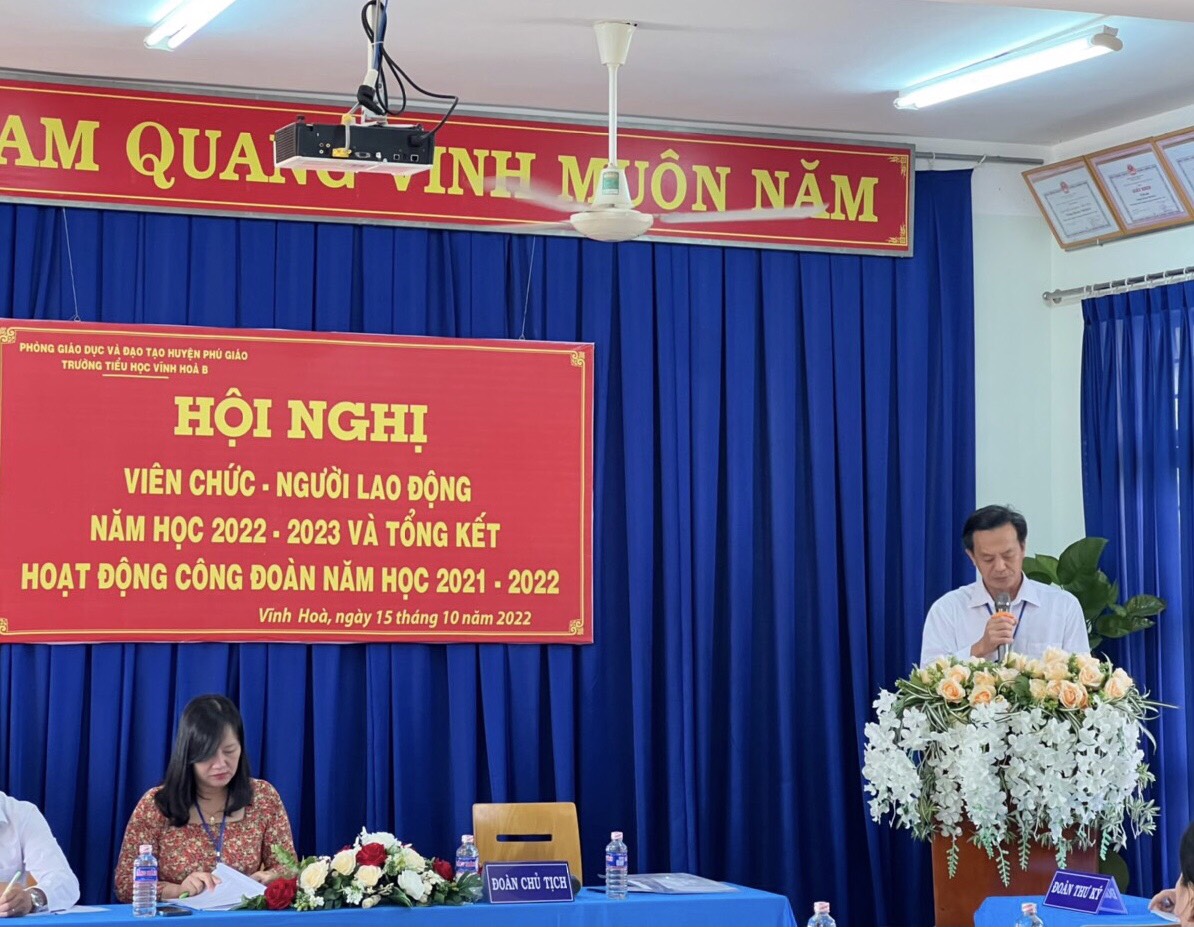 AM QUANG VINH MUÔN NĂM
PHÒNG GIÁO DỤC VÀ ĐẠO TẠO HUYỆN PHÚ GIÁO
TRƯỜNG TIỂU HỌC VĨNH HOÀ B
HỘI NGHỊ
VIÊN CHỨC - NGƯỜI LAO ĐỘNG
NĂM HỌC 2022 - 2023 VÀ TỔNG KẾT
HOẠT ĐỘNG CÔNG ĐOÀN NĂM HỌC 2021 - 2022
Vĩnh Hoà, ngày 15 tháng 10 năm 2022
ĐOÀN CHỦ TỊCH
ĐOÀN THƯ KÝ